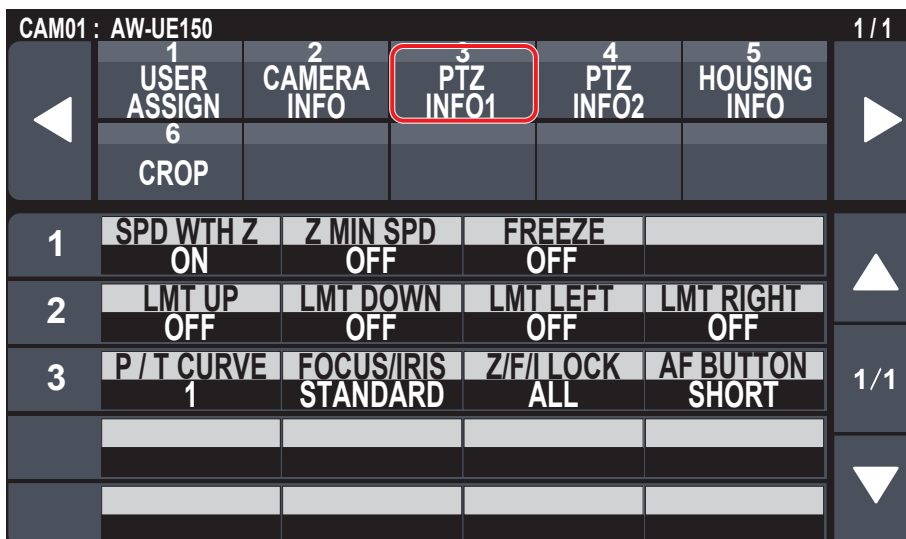 CAM01 : AW-UE150 1 / 1
1 2 3 4 5
USER ASSIGN CAMERA INFO PTZ INFO1 PTZ INFO2 HOUSING INFO
6
CROP
1 SPD WTH Z Z MIN SPD FREEZE
ON OFF OFF
2 LMT UP LMT DOWN LMT LEFT LMT RIGHT
OFF OFF OFF OFF
3 P / T CURVE FOCUS/IRIS Z/F/I LOCK AF BUTTON
1 STANDARD ALL SHORT
1/1